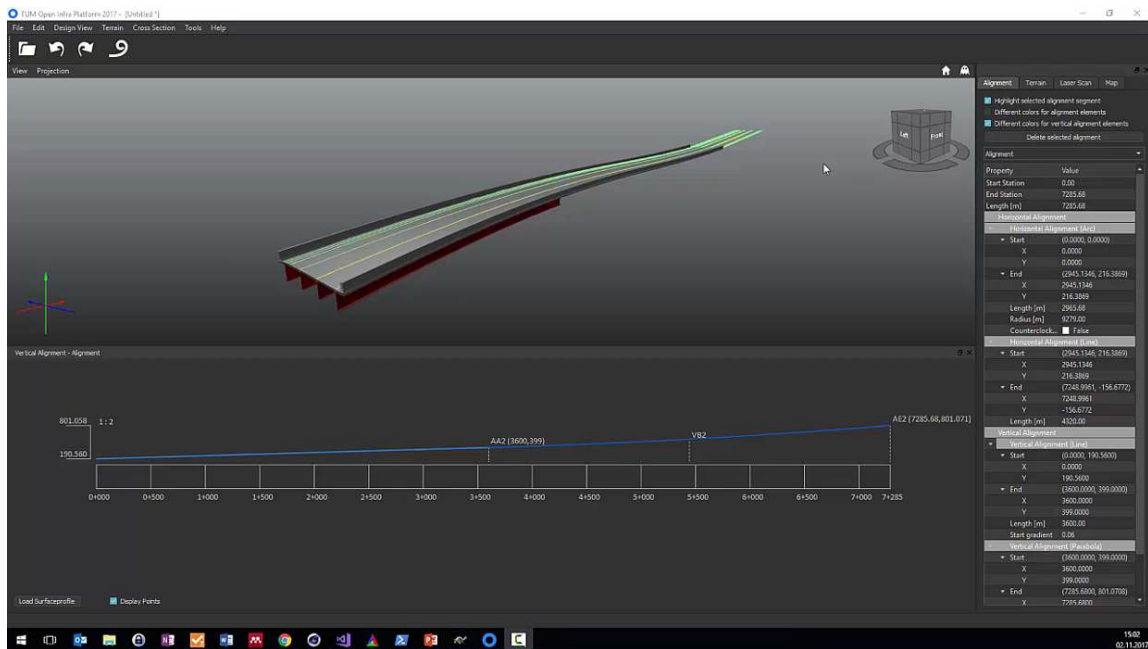 TUM Open Infra Platform 2017 - [Untitled *]
File Edit Design View Terrain Cross Section Tools Help
View Projection
Left Front
Vertical Alignment - Alignment
801.058 1 : 2
190.560
AA2 (3600,399)
VB2
AE2 (7285.68,801.071)
0+000 0+500 1+000 1+500 2+000 2+500 3+000 3+500 4+000 4+500 5+000 5+500 6+000 6+500 7+000 7+285
Load Surfaceprofile Display Points
Alignment Terrain Laser Scan Map
Highlight selected alignment segment
Different colors for alignment elements
Different colors for vertical alignment elements
Delete selected alignment
Alignment
Property Value
Start Station 0.00
End Station 7285.68
Length [m] 7285.68
Horizontal Alignment
Horizontal Alignment (Arc)
Start (0.0000, 0.0000)
X 0.0000
Y 0.0000
End (2945.1346, 216.3869)
X 2945.1346
Y 216.3869
Length [m] 2965.68
Radius [m] 9279.00
Counterclock... False
Horizontal Alignment (Line)
Start (2945.1346, 216.3869)
X 2945.1346
Y 216.3869
End (7248.9961, -156.6772)
X 7248.9961
Y -156.6772
Length [m] 4320.00
Vertical Alignment
Vertical Alignment (Line)
Start (0.0000, 190.5600)
X 0.0000
Y 190.5600
End (3600.0000, 399.0000)
X 3600.0000
Y 399.0000
Length [m] 3600.00
Start gradient 0.06
Vertical Alignment (Parabola)
Start (3600.0000, 399.0000)
X 3600.0000
Y 399.0000
End (7285.6800, 801.0708)
X 7285.6800
15:02
02.11.2017